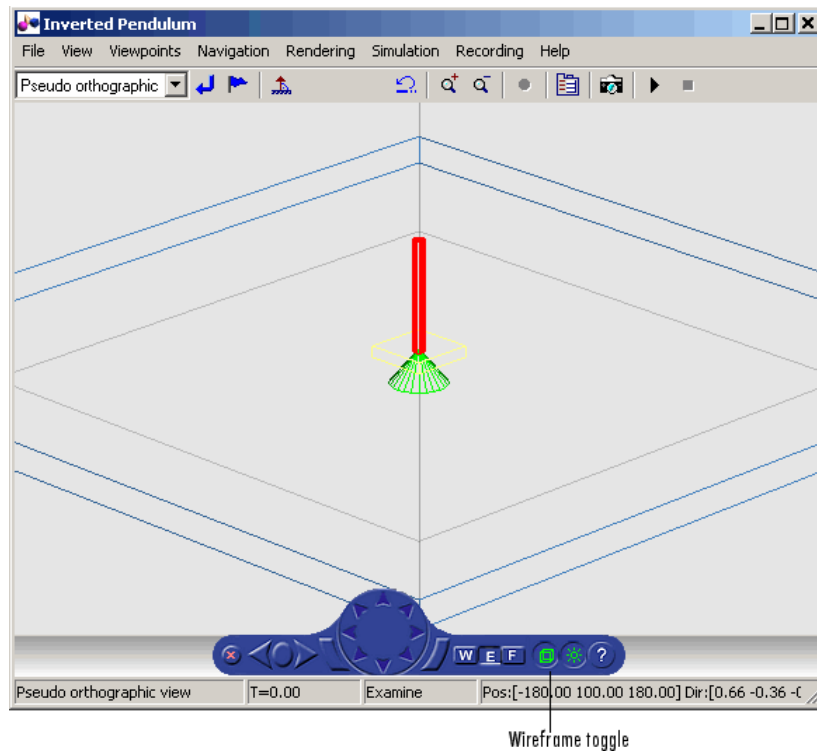 Inverted Pendulum
File View Viewpoints Navigation Rendering Simulation Recording Help
Pseudo orthographic
W E F ?
Pseudo orthographic view T=0.00 Examine Pos:[-180.00 100.00 180.00] Dir:[0.66 -0.36 -0
Wireframe toggle